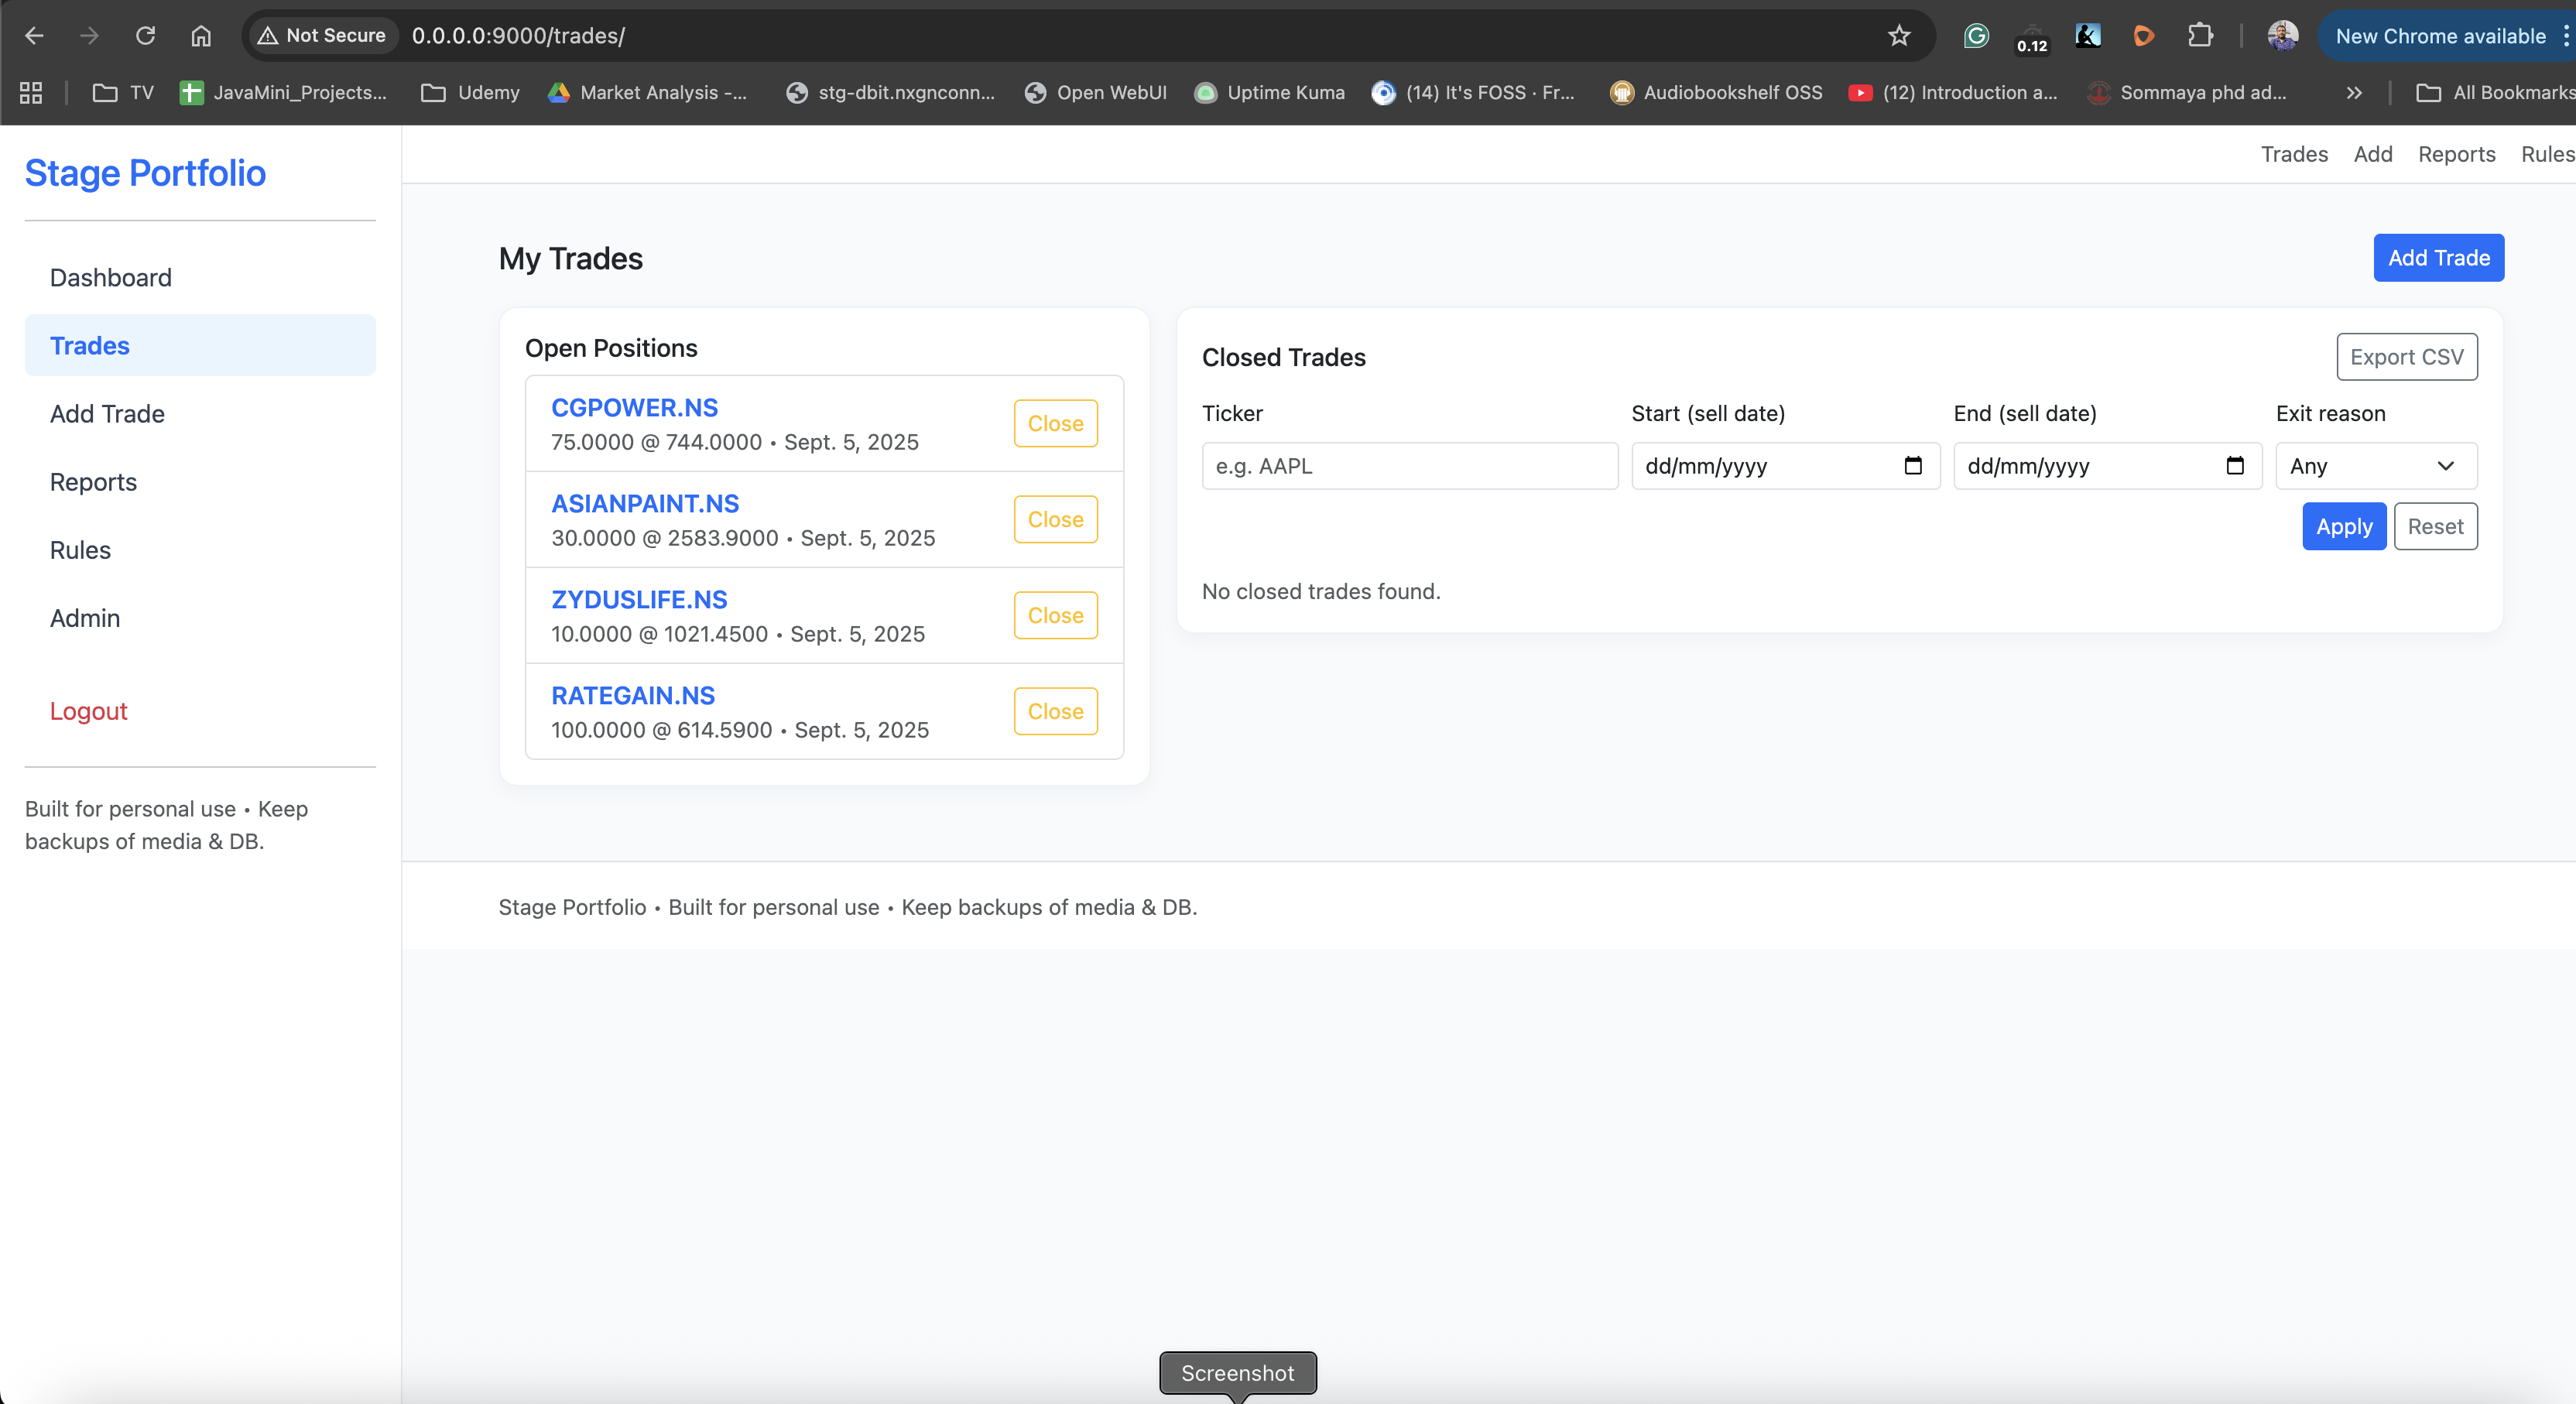 Not Secure 0.0.0.0:9000/trades/ 0.12 New Chrome available
TV JavaMini_Projects... Udemy Market Analysis -... stg-dbit.nxgnconn... Open WebUI Uptime Kuma (14) It's FOSS · Fr... Audiobookshelf OSS (12) Introduction a... Sommaya phd ad... All Bookmarks
Stage Portfolio
Trades Add Reports Rules
Dashboard
Trades
Add Trade
Reports
Rules
Admin
Logout
Built for personal use • Keep
backups of media & DB.
My Trades
Add Trade
Open Positions
CGPOWER.NS
75.0000 @ 744.0000 • Sept. 5, 2025
Close
ASIANPAINT.NS
30.0000 @ 2583.9000 • Sept. 5, 2025
Close
ZYDUSLIFE.NS
10.0000 @ 1021.4500 • Sept. 5, 2025
Close
RATEGAIN.NS
100.0000 @ 614.5900 • Sept. 5, 2025
Close
Closed Trades
Export CSV
Ticker Start (sell date) End (sell date) Exit reason
e.g. AAPL dd/mm/yyyy dd/mm/yyyy Any
Apply Reset
No closed trades found.
Stage Portfolio • Built for personal use • Keep backups of media & DB.
Screenshot